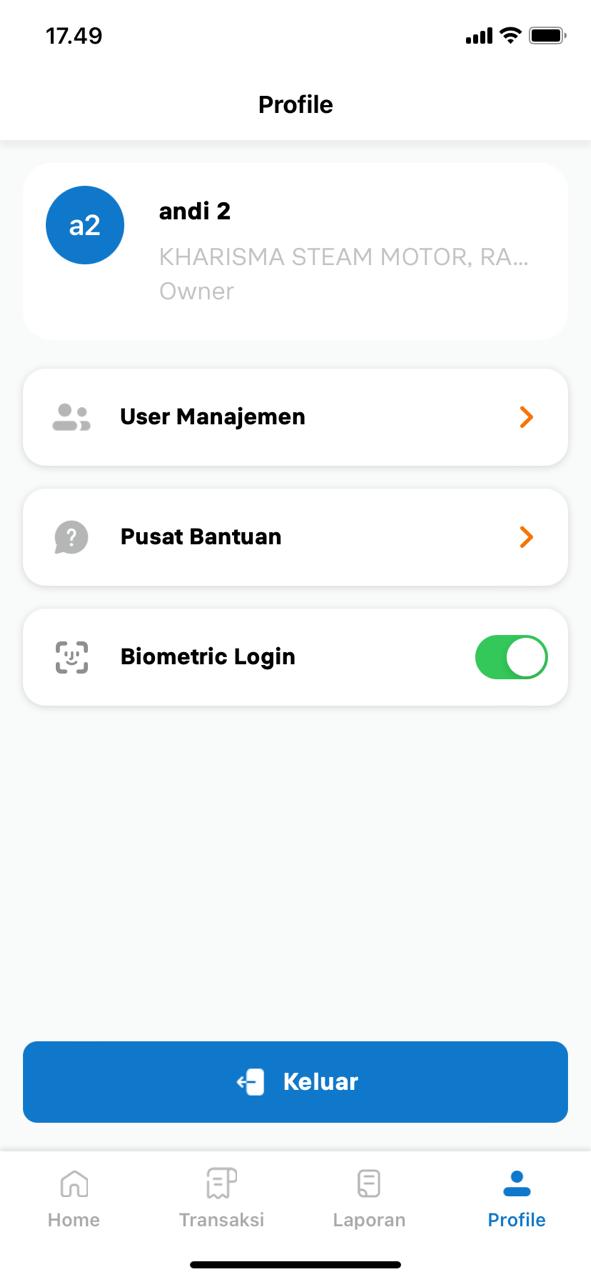 17.49
Profile
a2
andi 2
KHARISMA STEAM MOTOR, RA...
Owner
User Manajemen
Pusat Bantuan
Biometric Login
Keluar
Home
Transaksi
Laporan
Profile